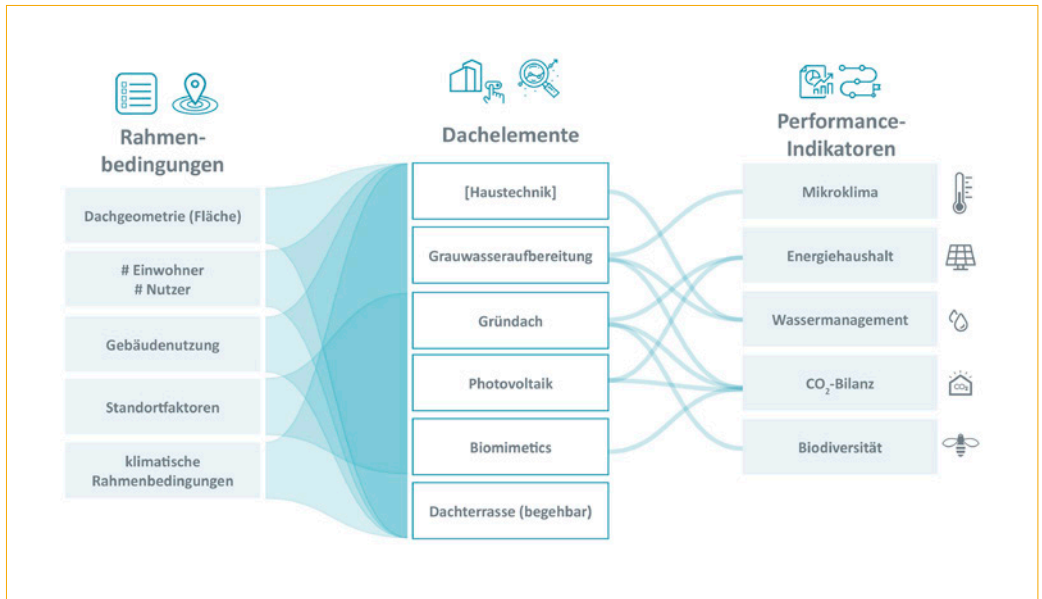 Rahmen-
bedingungen
Dachgeometrie (Fläche)
# Einwohner
# Nutzer
Gebäudenutzung
Standortfaktoren
klimatische
Rahmenbedingungen
Dachelemente
[Haustechnik]
Grauwasseraufbereitung
Gründach
Photovoltaik
Biomimetics
Dachterrasse (begehbar)
Performance-
Indikatoren
Mikroklima
Energiehaushalt
Wassermanagement
CO₂-Bilanz
CO₂
Biodiversität